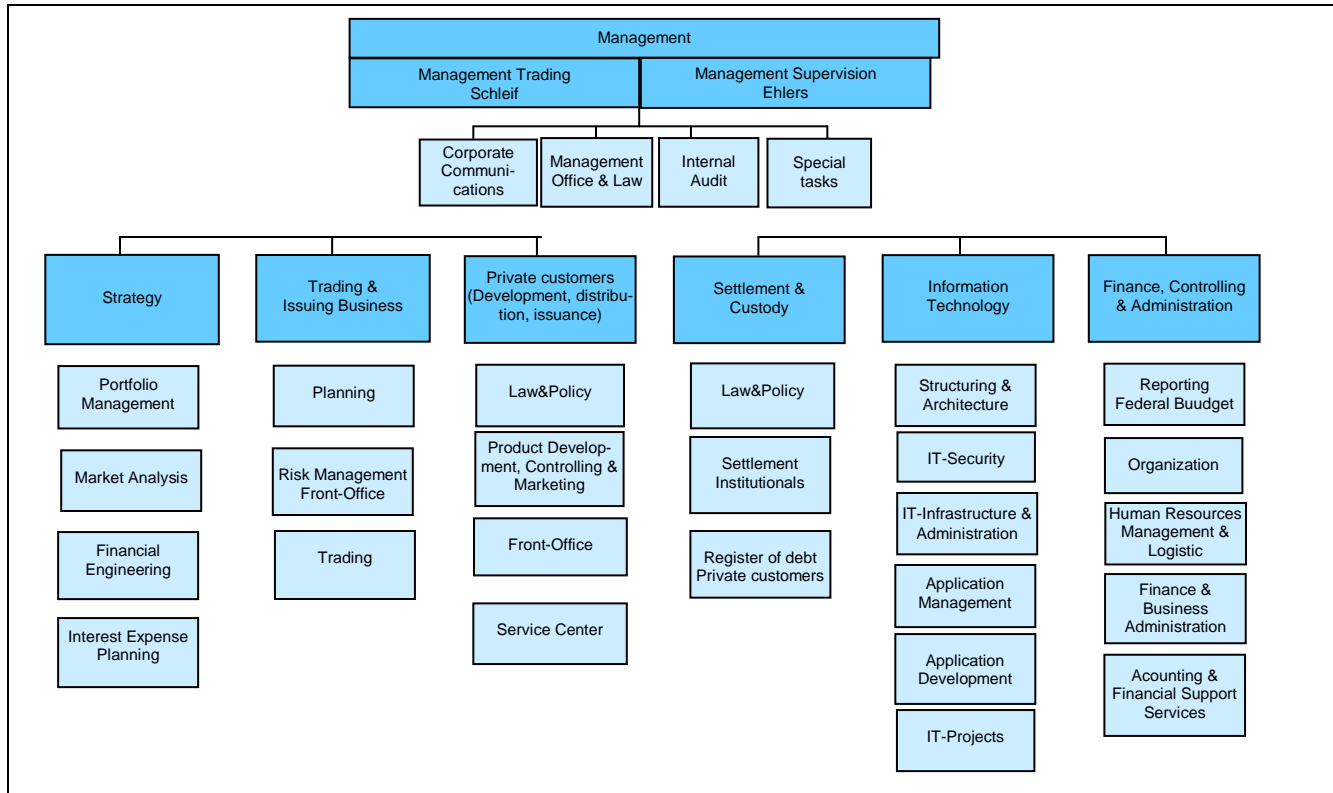 Management
Management Trading
Schleif
Management Supervision
Ehlers
Corporate
Communi-
cations
Management
Office & Law
Internal
Audit
Special
tasks
Strategy
Trading &
Issuing Business
Private customers
(Development, distribu-
tion, issuance)
Settlement &
Custody
Information
Technology
Finance, Controlling
& Administration
Portfolio
Management
Market Analysis
Financial
Engineering
Interest Expense
Planning
Planning
Risk Management
Front-Office
Trading
Law&Policy
Product Develop-
ment, Controlling &
Marketing
Front-Office
Service Center
Law&Policy
Settlement
Institutionals
Register of debt
Private customers
Structuring &
Architecture
IT-Security
IT-Infrastructure &
Administration
Application
Management
Application
Development
IT-Projects
Reporting
Federal Buudget
Organization
Human Resources
Management &
Logistic
Finance &
Business
Administration
Acounting &
Financial Support
Services